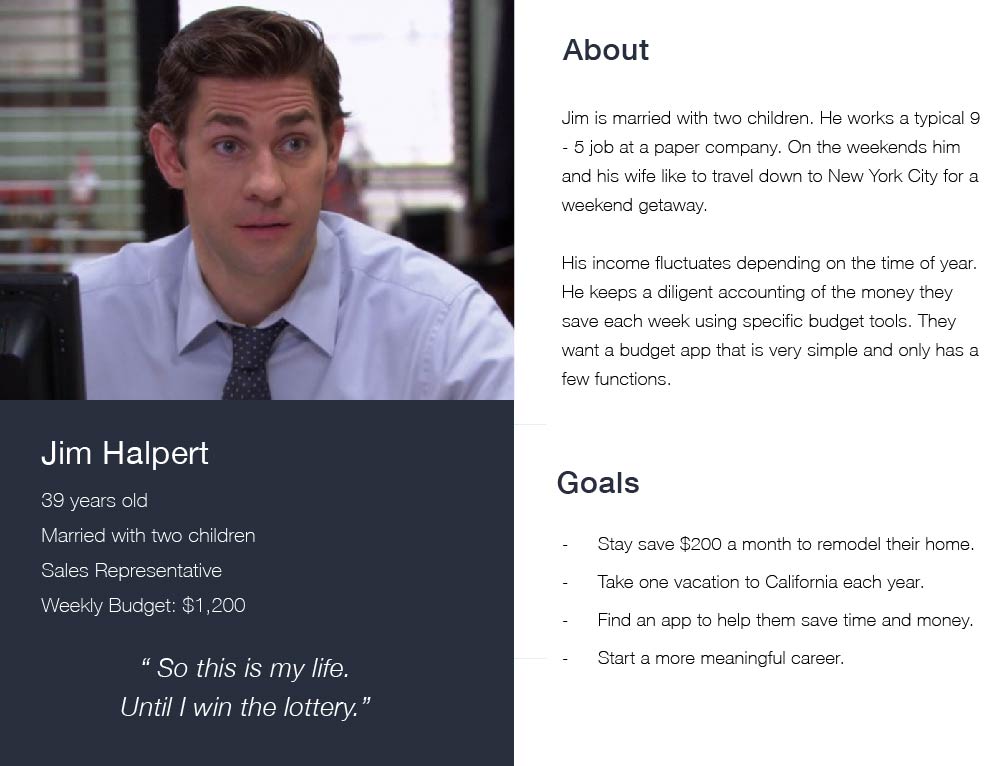 Jim Halpert
39 years old
Married with two children
Sales Representative
Weekly Budget: $1,200
“ So this is my life.
Until I win the lottery.”
About
Jim is married with two children. He works a typical 9
- 5 job at a paper company. On the weekends him
and his wife like to travel down to New York City for a
weekend getaway.
His income fluctuates depending on the time of year.
He keeps a diligent accounting of the money they
save each week using specific budget tools. They
want a budget app that is very simple and only has a
few functions.
Goals
- Stay save $200 a month to remodel their home.
- Take one vacation to California each year.
- Find an app to help them save time and money.
- Start a more meaningful career.